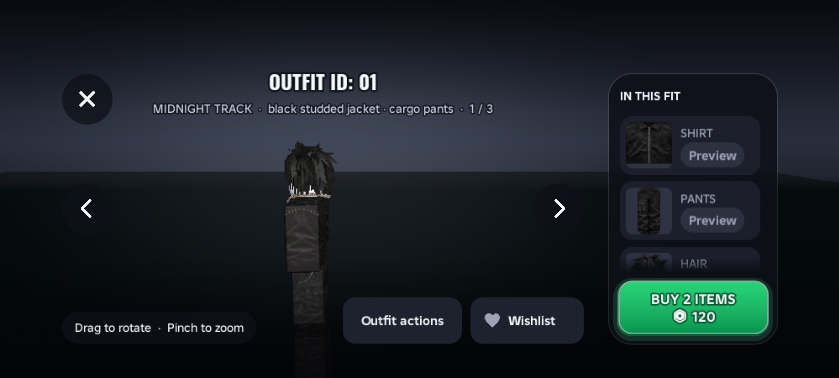 OUTFIT ID: 01
MIDNIGHT TRACK · black studded jacket · cargo pants · 1 / 3
IN THIS FIT
SHIRT
Preview
PANTS
Preview
HAIR
BUY 2 ITEMS
120
Outfit actions
Wishlist
Drag to rotate · Pinch to zoom